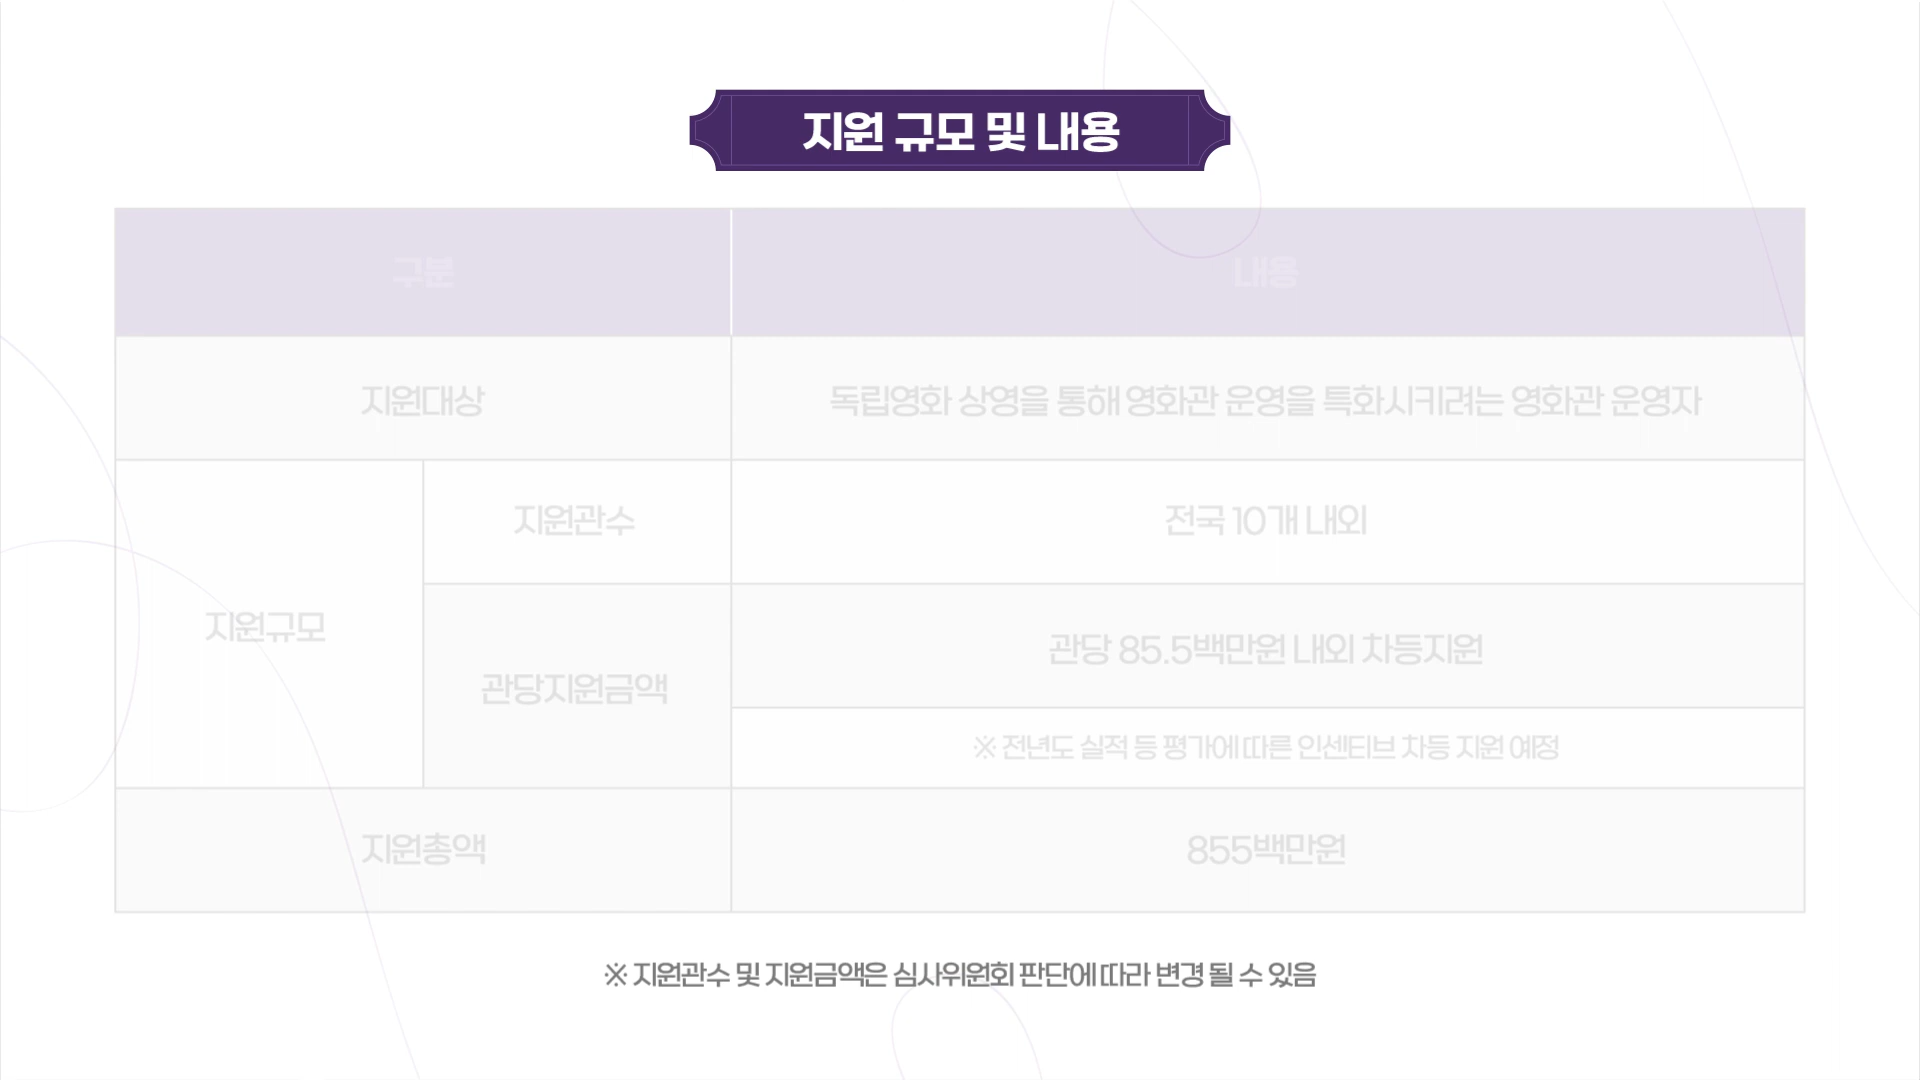 지원 규모 및 내용
구분 내용
지원대상 독립영화 상영을 통해 영화관 운영을 특화시키려는 영화관 운영자
지원규모 지원관수 전국 10개 내외
관당지원금액 관당 85.5백만원 내외 차등지원
※ 전년도 실적 등 평가에 따른 인센티브 차등 지원 예정
지원총액 855백만원
※ 지원관수 및 지원금액은 심사위원회 판단에 따라 변경 될 수 있음